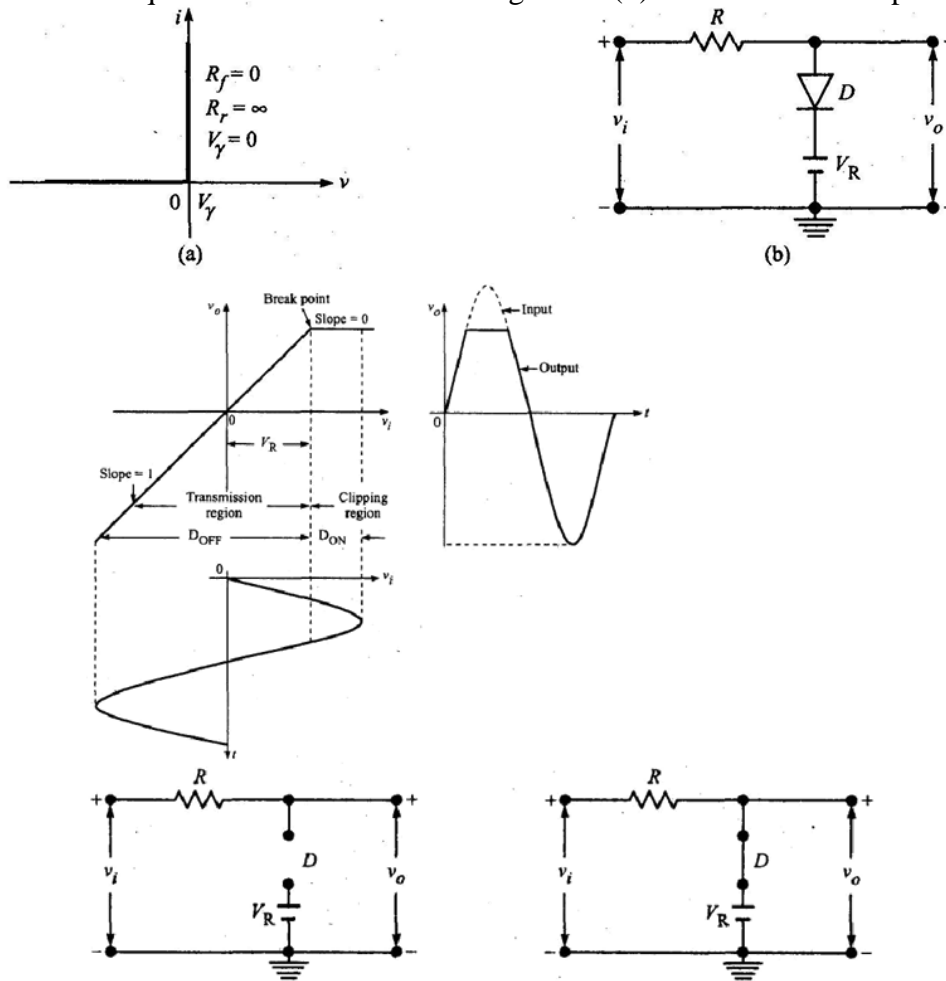 i
R_f = 0
R_r = ∞
V_γ = 0
0 V_γ v
(a)
+ R +
D
v_i v_o
V_R
- -
(b)
v_o Break point
Slope = 0
0 v_i
V_R
Slope = 1
Transmission region
Clipping region
D_OFF D_ON
0 v_i
t
v_o
Input
Output
0 t
+ R +
D
v_i v_o
V_R
- -
+ R +
D
v_i v_o
V_R
- -